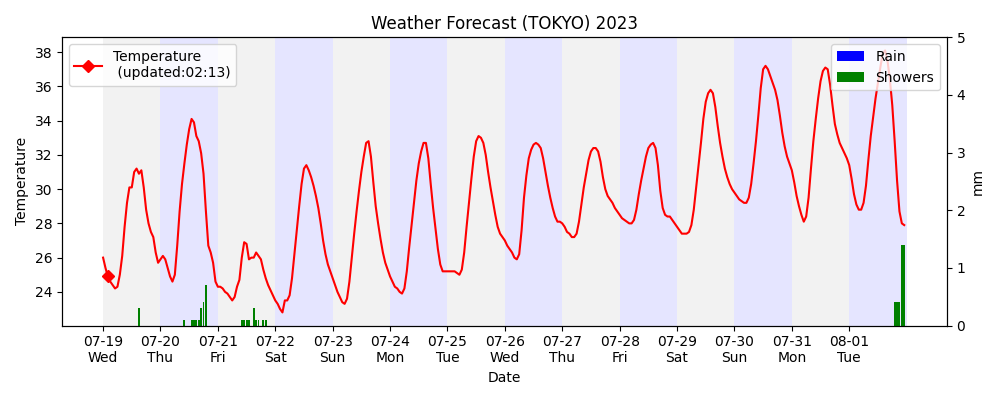 Weather Forecast (TOKYO) 2023
Temperature
(updated:02:13)
Rain
Showers
38
36
34
32
30
28
26
24
Temperature
5
4
3
2
1
0
mm
07-19 07-20 07-21 07-22 07-23 07-24 07-25 07-26 07-27 07-28 07-29 07-30 07-31 08-01
Wed Thu Fri Sat Sun Mon Tue Wed Thu Fri Sat Sun Mon Tue
Date